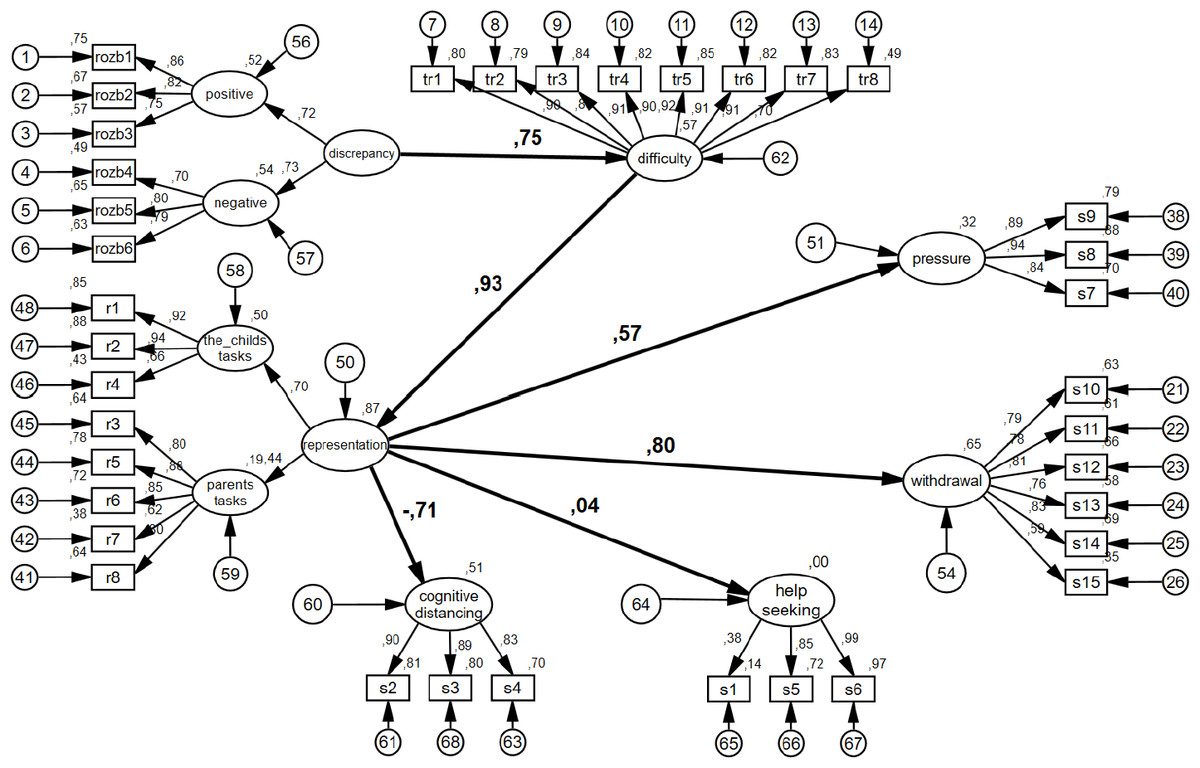 7 8 9 10 11 12 13 14
,80 ,79 ,84 ,82 ,85 ,82 ,83 ,49
tr1 tr2 tr3 tr4 tr5 tr6 tr7 tr8
,90 ,91 ,90 ,92 ,91 ,91 ,70
,57
difficulty
62
1 ,75 rozb1 ,86
2 ,67 rozb2 ,82
3 ,57 rozb3 ,75
,52
56
positive
,72
discrepancy
,75
4 ,49 rozb4 ,70
5 ,65 rozb5 ,80
6 ,63 rozb6 ,79
,54 ,73
negative
57
,93
51
,32
pressure
,89 ,79 s9 38
,94 ,88 s8 39
,84 ,70 s7 40
,57
58
48 ,85 r1 ,92
47 ,88 r2 ,94
46 ,43 r4 ,66
,50
the_childs
tasks
,70
50
,87
representation
45 ,64 r3 ,80
44 ,78 r5 ,88
43 ,72 r6 ,85
42 ,38 r7 ,62
41 ,64 r8 ,80
,19 ,44
parents
tasks
59
,80
,65
withdrawal
54
,79 ,63 s10 21
,78 ,61 s11 22
,81 ,66 s12 23
,76 ,58 s13 24
,83 ,69 s14 25
,59 ,35 s15 26
-,71
,04
60
,51
cognitive
distancing
,90 ,89 ,83
,81 ,80 ,70
s2 s3 s4
61 68 63
64
,00
help
seeking
,38 ,85 ,99
,14 ,72 ,97
s1 s5 s6
65 66 67